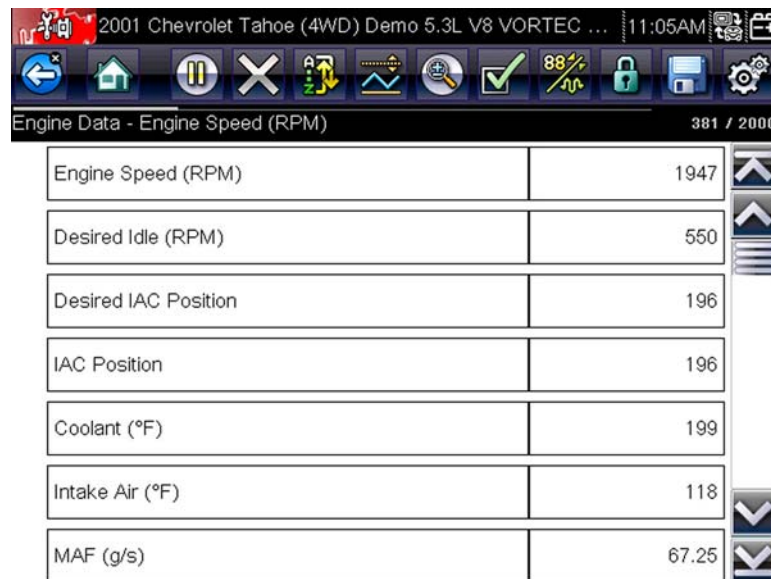 2001 Chevrolet Tahoe (4WD) Demo 5.3L V8 VORTEC ... 11:05AM
Engine Data - Engine Speed (RPM) 381 / 2000
Engine Speed (RPM) 1947
Desired Idle (RPM) 550
Desired IAC Position 196
IAC Position 196
Coolant (°F) 199
Intake Air (°F) 118
MAF (g/s) 67.25